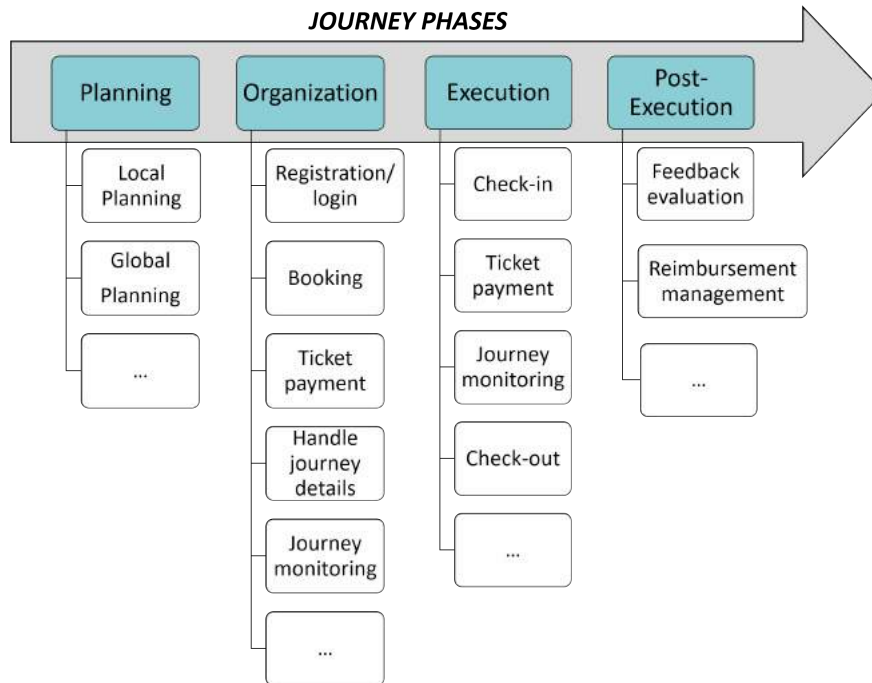 JOURNEY PHASES
Planning
Organization
Execution
Post-
Execution
Local
Planning
Global
Planning
...
Registration/
login
Booking
Ticket
payment
Handle
journey
details
Journey
monitoring
...
Check-in
Ticket
payment
Journey
monitoring
Check-out
...
Feedback
evaluation
Reimbursement
management
...